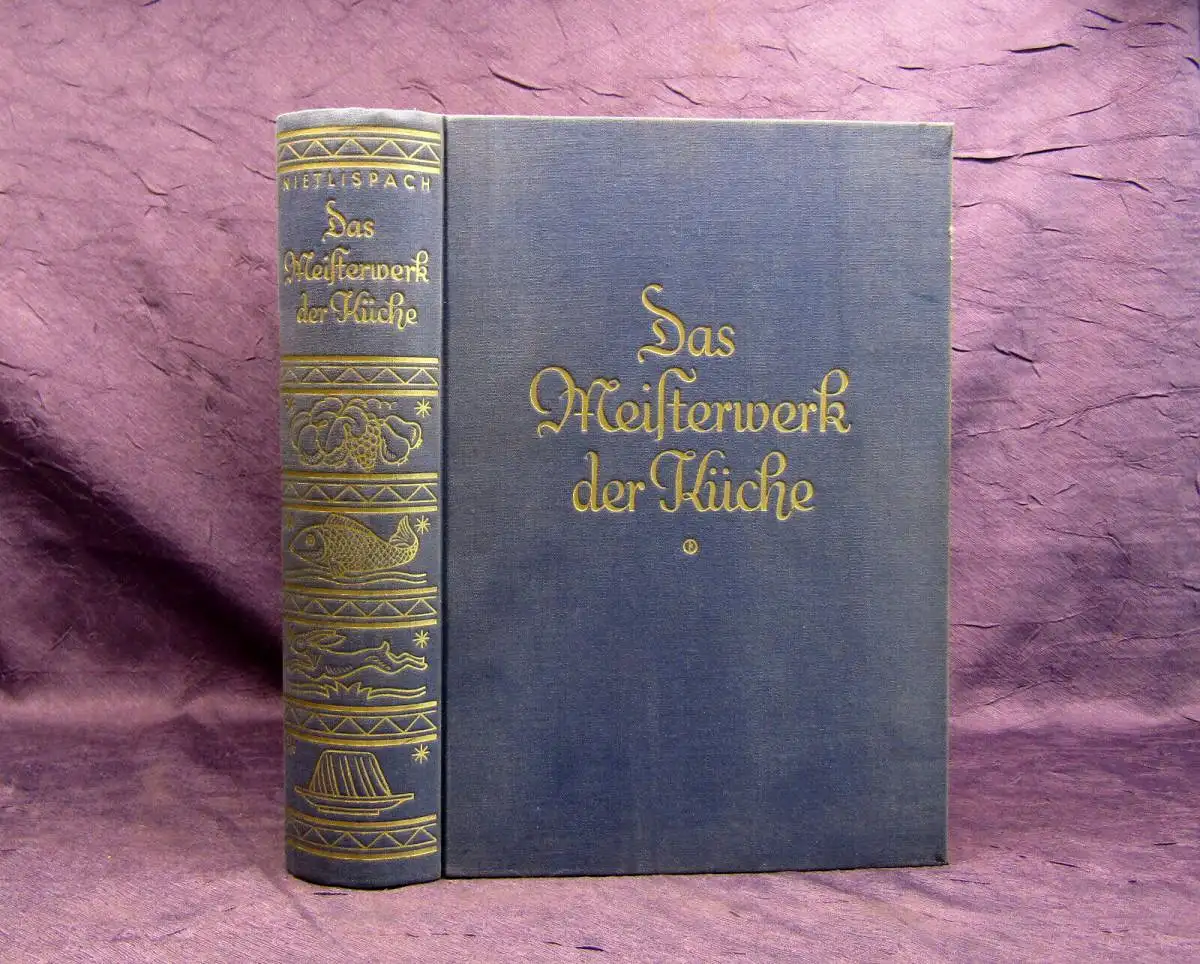 NIETLISPACH
Das
Meiſterwerk
der Küche
Das
Meiſterwerk
der Küche